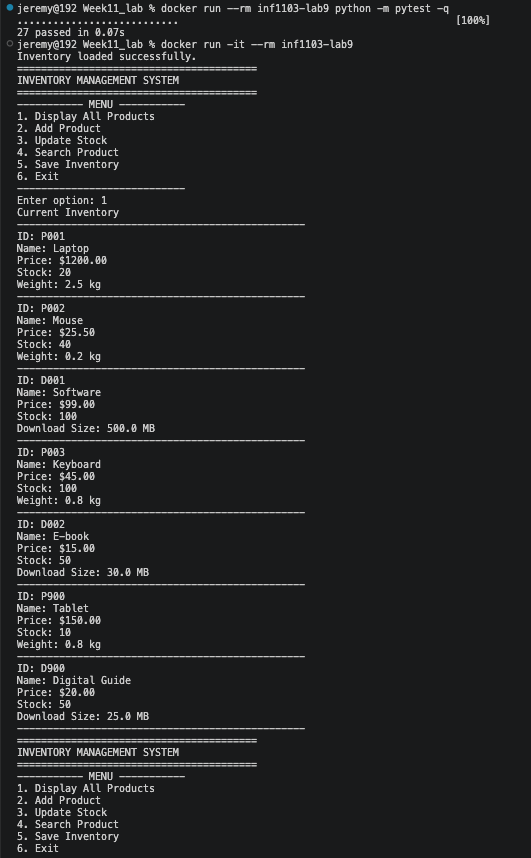 jeremy@192 Week11_lab % docker run --rm inf1103-lab9 python -m pytest -q
........................... [100%]
27 passed in 0.07s
jeremy@192 Week11_lab % docker run -it --rm inf1103-lab9
Inventory loaded successfully.
========================================
INVENTORY MANAGEMENT SYSTEM
========================================
----------- MENU -----------
1. Display All Products
2. Add Product
3. Update Stock
4. Search Product
5. Save Inventory
6. Exit
----------------------------
Enter option: 1
Current Inventory
------------------------------------------------
ID: P001
Name: Laptop
Price: $1200.00
Stock: 20
Weight: 2.5 kg
------------------------------------------------
ID: P002
Name: Mouse
Price: $25.50
Stock: 40
Weight: 0.2 kg
------------------------------------------------
ID: D001
Name: Software
Price: $99.00
Stock: 100
Download Size: 500.0 MB
------------------------------------------------
ID: P003
Name: Keyboard
Price: $45.00
Stock: 100
Weight: 0.8 kg
------------------------------------------------
ID: D002
Name: E-book
Price: $15.00
Stock: 50
Download Size: 30.0 MB
------------------------------------------------
ID: P900
Name: Tablet
Price: $150.00
Stock: 10
Weight: 0.8 kg
------------------------------------------------
ID: D900
Name: Digital Guide
Price: $20.00
Stock: 50
Download Size: 25.0 MB
------------------------------------------------
========================================
INVENTORY MANAGEMENT SYSTEM
========================================
----------- MENU -----------
1. Display All Products
2. Add Product
3. Update Stock
4. Search Product
5. Save Inventory
6. Exit